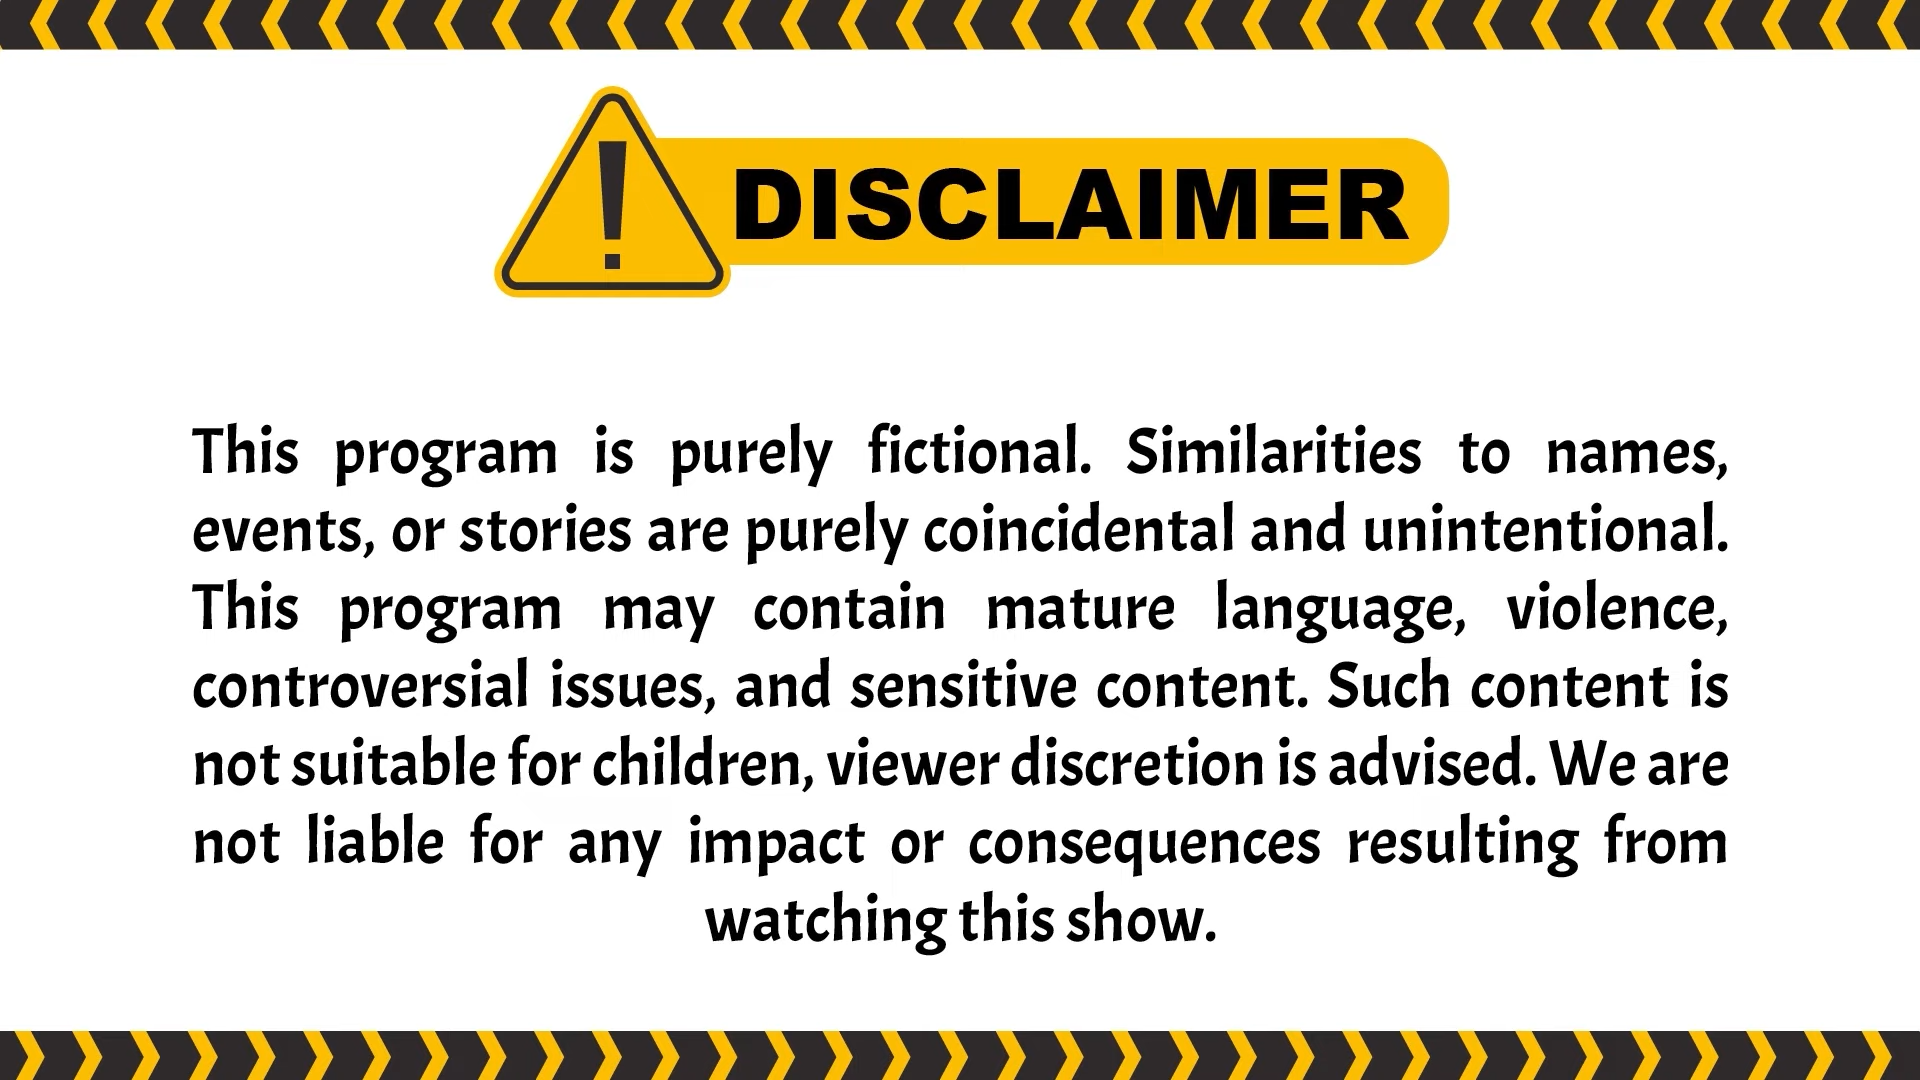 DISCLAIMER
This program is purely fictional. Similarities to names,
events, or stories are purely coincidental and unintentional.
This program may contain mature language, violence,
controversial issues, and sensitive content. Such content is
not suitable for children, viewer discretion is advised. We are
not liable for any impact or consequences resulting from
watching this show.